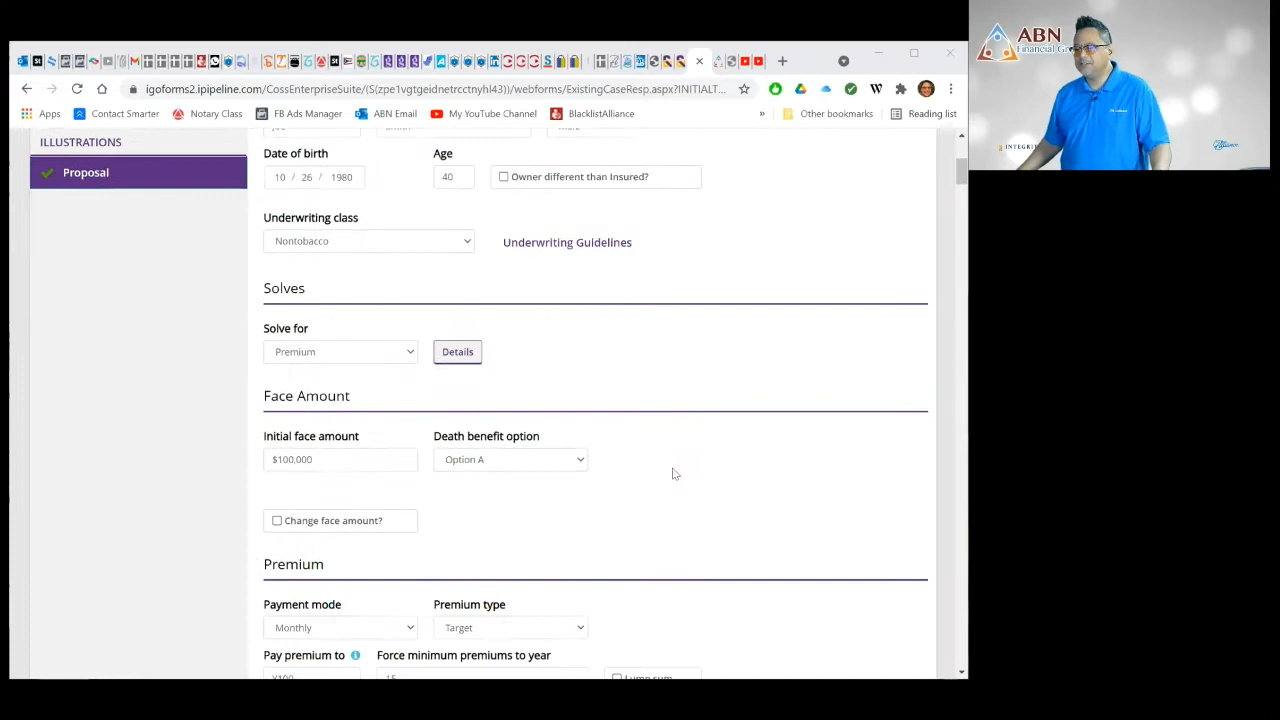 ABN
Financial Gro
INTEGRIT
igoforms2.ipipeline.com/CossEnterpriseSuite/(S(zpe1vgtgeidnetrcctnyhl43))/webforms/ExistingCaseResp.aspx?INITIALT...
Apps Contact Smarter Notary Class FB Ads Manager ABN Email My YouTube Channel BlacklistAlliance » Other bookmarks Reading list
ILLUSTRATIONS
Proposal
Date of birth Age
10 / 26 / 1980 40 Owner different than Insured?
Underwriting class
Nontobacco Underwriting Guidelines
Solves
Solve for
Premium Details
Face Amount
Initial face amount Death benefit option
$100,000 Option A
Change face amount?
Premium
Payment mode Premium type
Monthly Target
Pay premium to Force minimum premiums to year
Lump sum